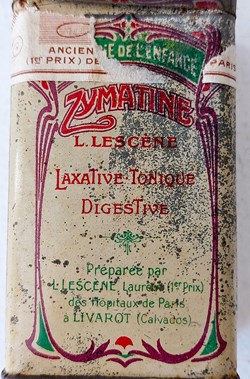 ANCIEN
(1er PRIX) DE
IE DE L'ENFANCE
PARIS
ZYMATINE
L. LESCÈNE
LAXATIVE TONIQUE
DIGESTIVE
Préparée par
L. LESCÈNE, Lauréat (1er Prix)
des Hôpitaux de Paris
à LIVAROT (Calvados)